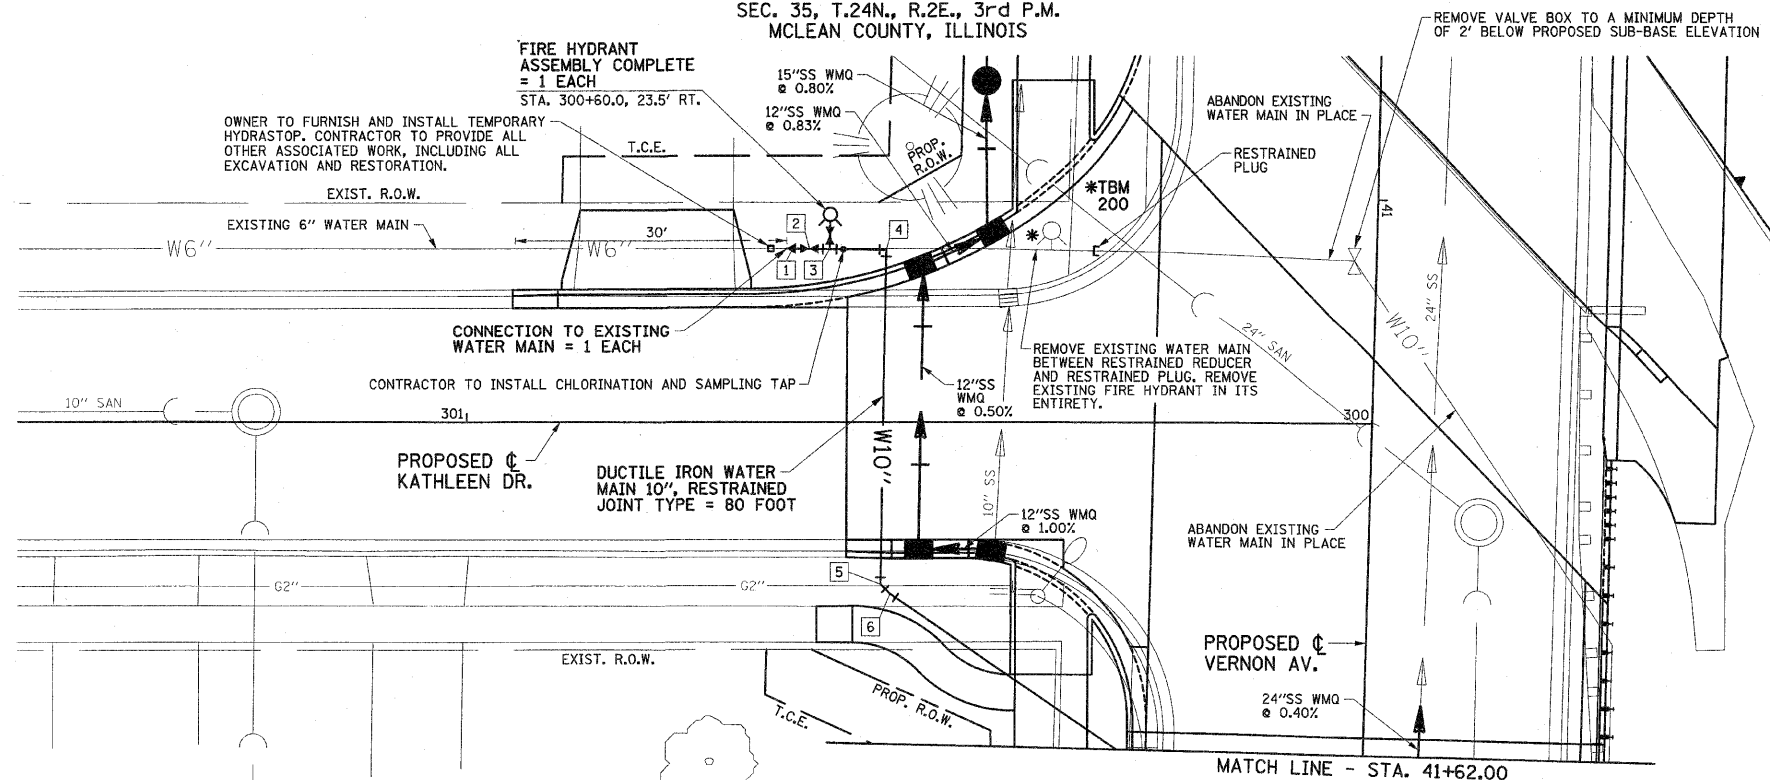 SEC. 35, T.24N., R.2E., 3rd P.M.
MCLEAN COUNTY, ILLINOIS
REMOVE VALVE BOX TO A MINIMUM DEPTH
OF 2' BELOW PROPOSED SUB-BASE ELEVATION
FIRE HYDRANT
ASSEMBLY COMPLETE
= 1 EACH
STA. 300+60.0, 23.5' RT.
15"SS WMQ
@ 0.80%
12"SS WMQ
@ 0.83%
ABANDON EXISTING
WATER MAIN IN PLACE
OWNER TO FURNISH AND INSTALL TEMPORARY
HYDRASTOP. CONTRACTOR TO PROVIDE ALL
OTHER ASSOCIATED WORK, INCLUDING ALL
EXCAVATION AND RESTORATION.
T.C.E.
PROP.
R.O.W.
RESTRAINED
PLUG
EXIST. R.O.W.
*TBM
200
41
EXISTING 6" WATER MAIN
30'
2
4
*
W6"
W6"
1
3
24" SS
CONNECTION TO EXISTING
WATER MAIN = 1 EACH
24" SAN
W10"
REMOVE EXISTING WATER MAIN
BETWEEN RESTRAINED REDUCER
AND RESTRAINED PLUG. REMOVE
EXISTING FIRE HYDRANT IN ITS
ENTIRETY.
CONTRACTOR TO INSTALL CHLORINATION AND SAMPLING TAP
12"SS
WMQ
@ 0.50%
10" SAN
301
300
W10"
PROPOSED ℄
KATHLEEN DR.
DUCTILE IRON WATER
MAIN 10", RESTRAINED
JOINT TYPE = 80 FOOT
10" SS
12"SS WMQ
@ 1.00%
ABANDON EXISTING
WATER MAIN IN PLACE
G2"
G2"
5
6
EXIST. R.O.W.
PROPOSED ℄
VERNON AV.
PROP. R.O.W.
T.C.E.
24"SS WMQ
@ 0.40%
MATCH LINE - STA. 41+62.00